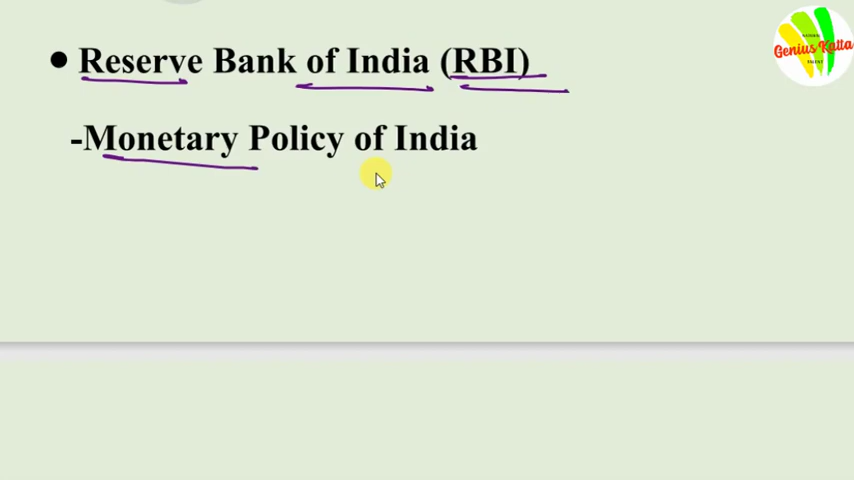 • Reserve Bank of India (RBI)
-Monetary Policy of India
Genius Katta